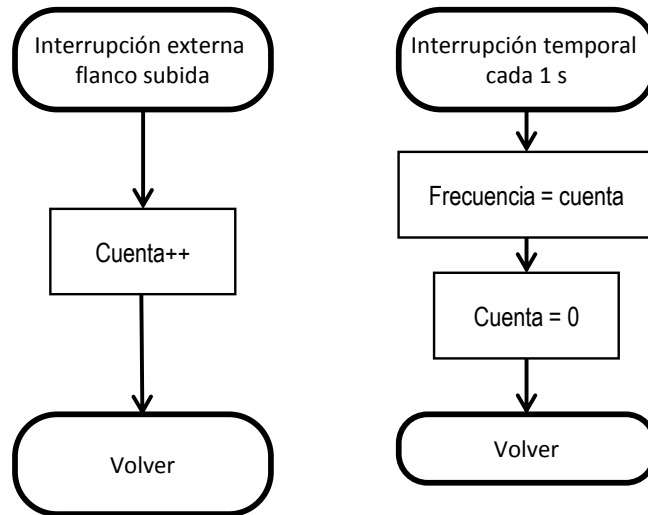 Interrupción externa
flanco subida
Cuenta++
Volver
Interrupción temporal
cada 1 s
Frecuencia = cuenta
Cuenta = 0
Volver